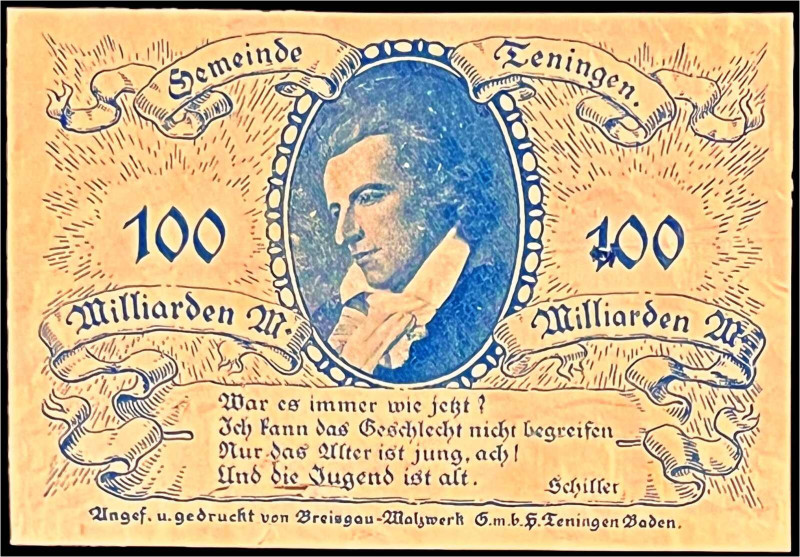 Gemeinde Teningen.
100 100
Milliarden M. Milliarden M.
War es immer wie jetzt?
Ich kann das Geschlecht nicht begreifen
Nur das Alter ist jung, ach!
Und die Jugend ist alt.
Schiller
Angef. u. gedruckt von Breisgau-Malzwerk G.m.b.H. Teningen Baden.